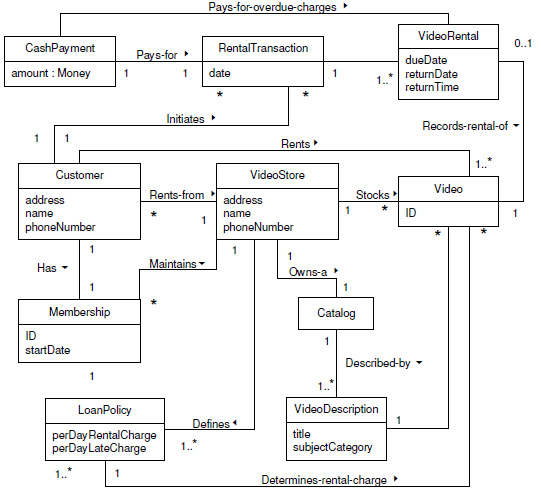 Pays-for-overdue-charges
CashPayment
amount : Money
Pays-for
1
1
RentalTransaction
date
1
1..*
VideoRental
dueDate
returnDate
returnTime
0..1
*
*
Initiates
Records-rental-of
1
1
Rents
1..*
Customer
address
name
phoneNumber
Rents-from
*
1
VideoStore
address
name
phoneNumber
Stocks
1
*
Video
ID
1
*
*
1
Has
Maintains
1
1
Owns-a
1
*
1
Membership
ID
startDate
Catalog
1
1
Described-by
1..*
LoanPolicy
perDayRentalCharge
perDayLateCharge
Defines
1..*
VideoDescription
title
subjectCategory
1
1..*
1
Determines-rental-charge